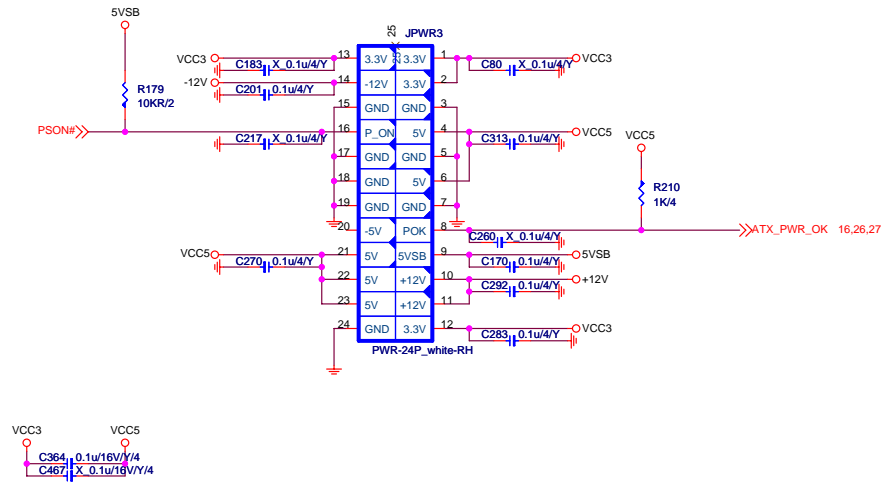 5VSB
R179
10KR/2
PSON#
VCC3
C183 X_0.1u/4/Y
-12V
C201 0.1u/4/Y
C217 X_0.1u/4/Y
VCC5
C270 0.1u/4/Y
25
JPWR3
13 3.3V 3.3V 1
14 -12V 3.3V 2
15 GND GND 3
16 P_ON 5V 4
17 GND GND 5
18 GND 5V 6
19 GND GND 7
20 -5V POK 8
21 5V 5VSB 9
22 5V +12V 10
23 5V +12V 11
24 GND 3.3V 12
PWR-24P_white-RH
VCC3
C80 X_0.1u/4/Y
VCC5
C313 0.1u/4/Y
VCC5
R210
1K/4
ATX_PWR_OK 16,26,27
C260 X_0.1u/4/Y
5VSB
C170 0.1u/4/Y
+12V
C292 0.1u/4/Y
VCC3
C283 0.1u/4/Y
VCC3 VCC5
C364 0.1u/16V/Y/4
C467 X_0.1u/16V/Y/4